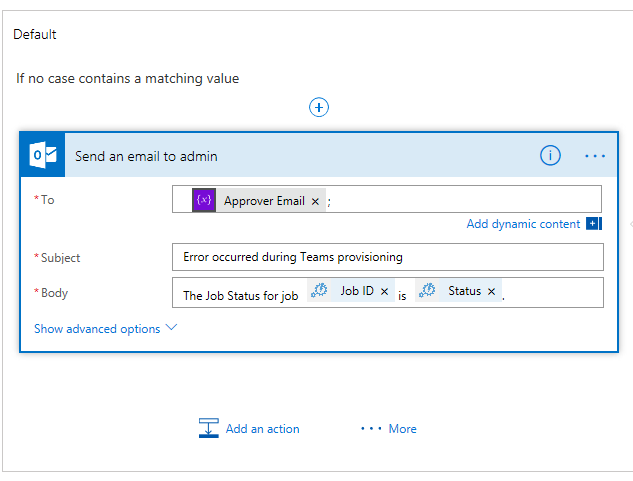 Default
If no case contains a matching value
Send an email to admin
* To {x} Approver Email × ;
Add dynamic content
* Subject Error occurred during Teams provisioning
* Body The Job Status for job Job ID × is Status × .
Show advanced options
Add an action ··· More